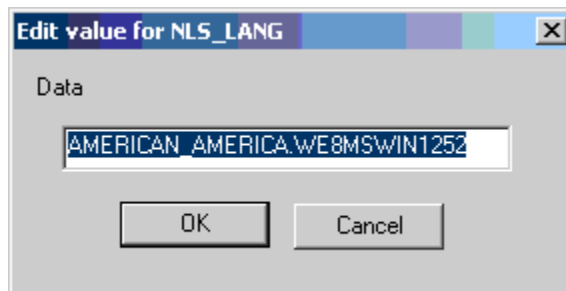 Edit value for NLS_LANG
Data
AMERICAN_AMERICA.WE8MSWIN1252
OK
Cancel